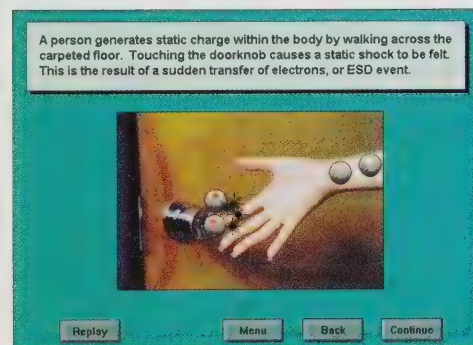 A person generates static charge within the body by walking across the
carpeted floor. Touching the doorknob causes a static shock to be felt.
This is the result of a sudden transfer of electrons, or ESD event.
Replay
Menu
Back
Continue